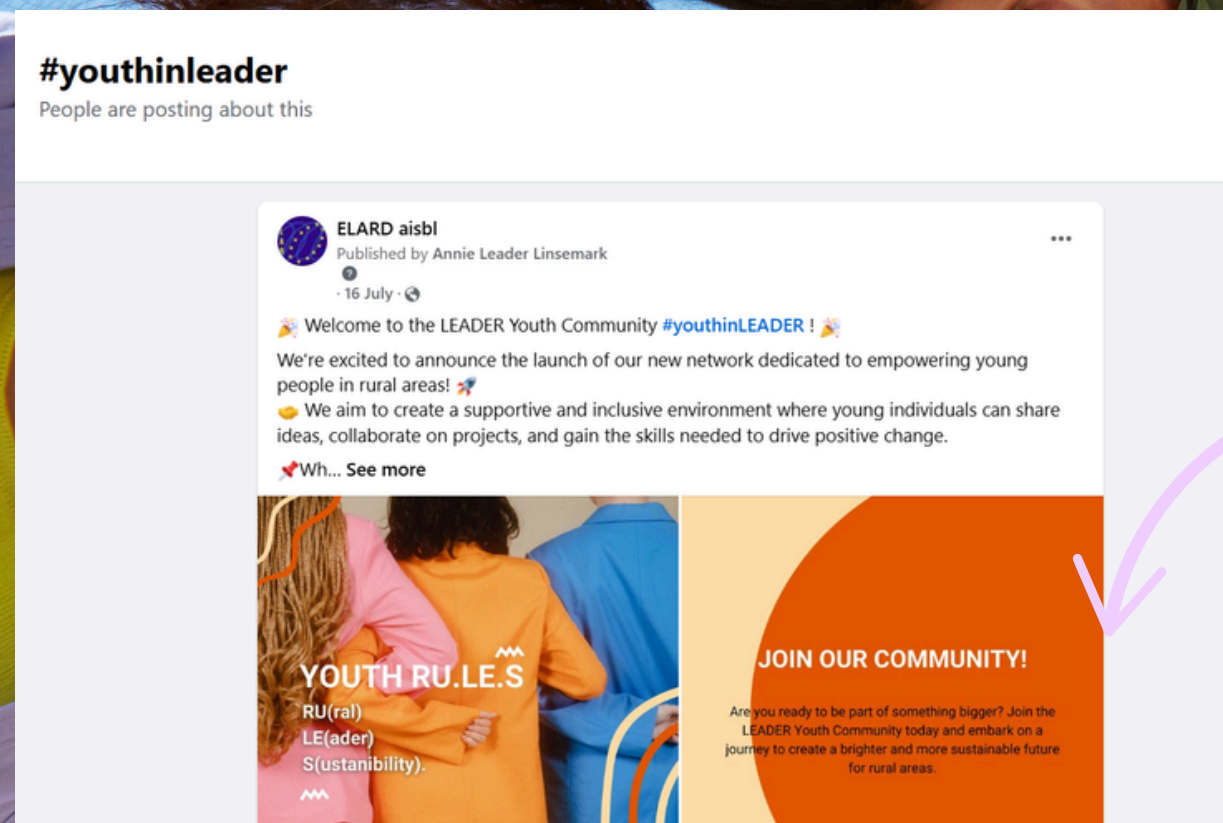 #youthinleader
People are posting about this
ELARD aisbl
Published by Annie Leader Linsemark
· 16 July ·
Welcome to the LEADER Youth Community #youthinLEADER !
We're excited to announce the launch of our new network dedicated to empowering young
people in rural areas!
We aim to create a supportive and inclusive environment where young individuals can share
ideas, collaborate on projects, and gain the skills needed to drive positive change.
Wh... See more
YOUTH RU.LE.S
RU(ral)
LE(ader)
S(ustanibility).
JOIN OUR COMMUNITY!
Are you ready to be part of something bigger? Join the
LEADER Youth Community today and embark on a
journey to create a brighter and more sustainable future
for rural areas.